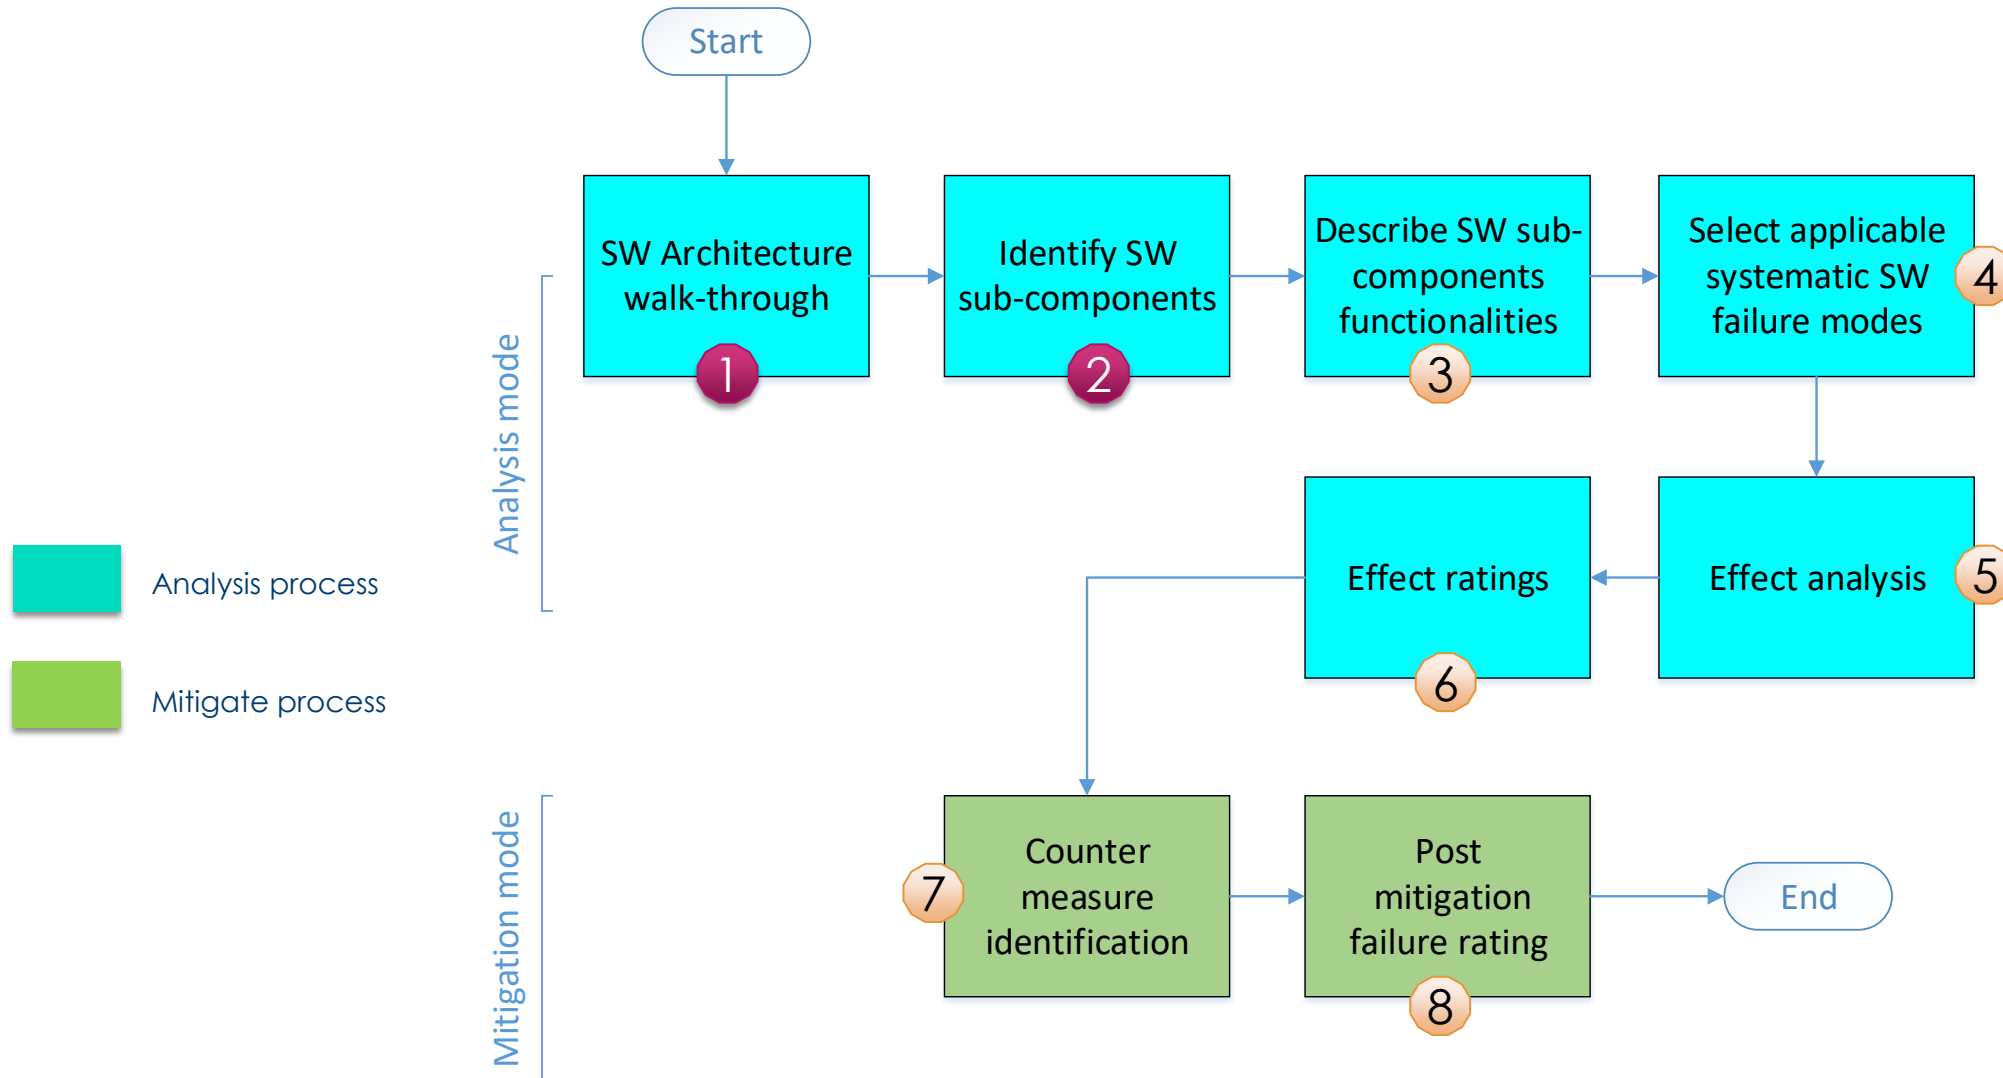 Start
SW Architecture
walk-through
1
Identify SW
sub-components
2
Describe SW sub-
components
functionalities
3
Select applicable
systematic SW
failure modes
4
Analysis mode
Effect ratings
6
Effect analysis
5
Analysis process
Mitigate process
Mitigation mode
Counter
measure
identification
7
Post
mitigation
failure rating
8
End